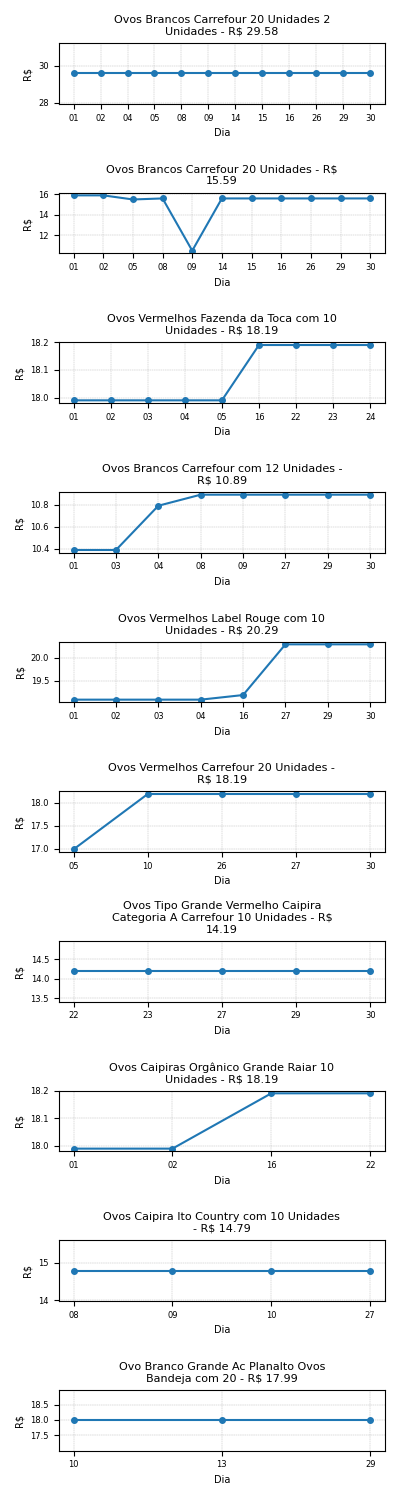 Ovos Brancos Carrefour 20 Unidades 2
Unidades - R$ 29.58
R$
30
28
01 02 03 04 05 08 09 14 15 16 26 29 30
Dia
Ovos Brancos Carrefour 20 Unidades - R$
15.59
R$
16
14
12
01 02 05 08 09 14 15 16 26 29 30
Dia
Ovos Vermelhos Fazenda da Toca com 10
Unidades - R$ 18.19
R$
18.2
18.1
18.0
01 02 03 04 05 16 22 23 24
Dia
Ovos Brancos Carrefour com 12 Unidades -
R$ 10.89
R$
10.8
10.6
10.4
01 03 04 08 09 27 29 30
Dia
Ovos Vermelhos Label Rouge com 10
Unidades - R$ 20.29
R$
20.0
19.5
01 02 03 04 16 27 29 30
Dia
Ovos Vermelhos Carrefour 20 Unidades -
R$ 18.19
R$
18.0
17.5
17.0
05 10 26 27 30
Dia
Ovos Tipo Grande Vermelho Caipira
Categoria A Carrefour 10 Unidades - R$
14.19
R$
14.5
14.0
13.5
22 23 27 29 30
Dia
Ovos Caipiras Orgânico Grande Raiar 10
Unidades - R$ 18.19
R$
18.2
18.1
18.0
01 02 16 22
Dia
Ovos Caipira Ito Country com 10 Unidades
- R$ 14.79
R$
15
14
08 09 10 27
Dia
Ovo Branco Grande Ac Planalto Ovos
Bandeja com 20 - R$ 17.99
R$
18.5
18.0
17.5
10 13 29
Dia